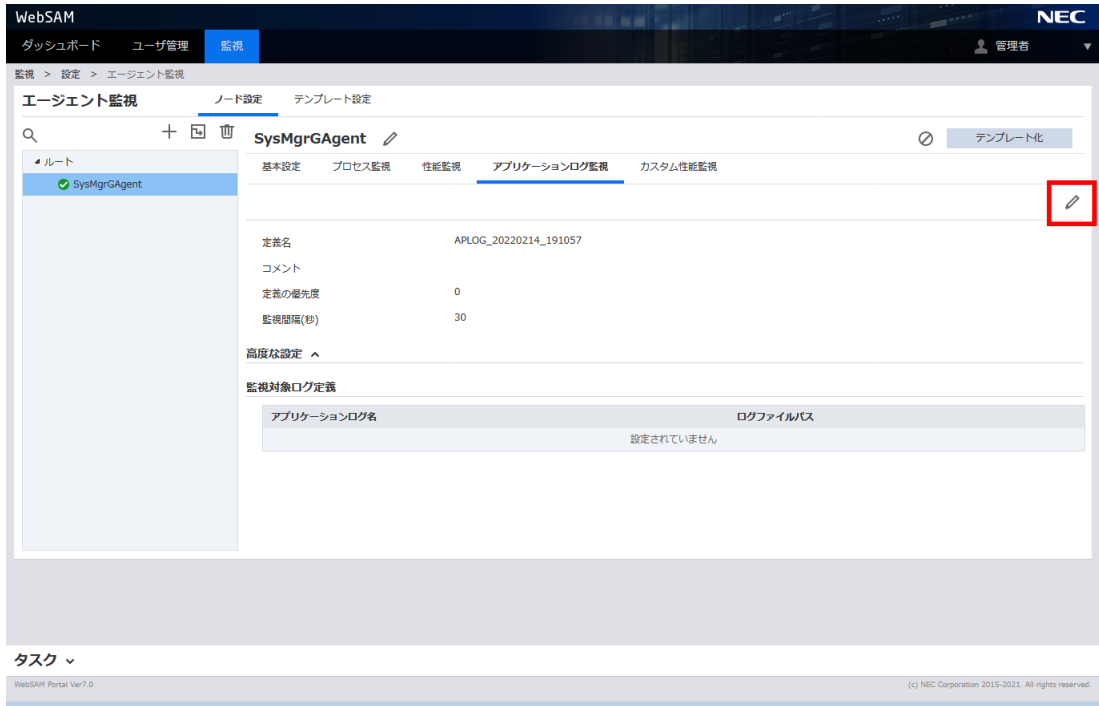 WebSAM NEC
ダッシュボード ユーザ管理 監視 管理者
監視 > 設定 > エージェント監視
エージェント監視 ノード設定 テンプレート設定
SysMgrGAgent テンプレート化
ルート
基本設定 プロセス監視 性能監視 アプリケーションログ監視 カスタム性能監視
SysMgrGAgent
定義名 APLOG_20220214_191057
コメント
定義の優先度 0
監視間隔(秒) 30
高度な設定
監視対象ログ定義
アプリケーションログ名 ログファイルパス
設定されていません
タスク
WebSAM Portal Ver7.0 (c) NEC Corporation 2015-2021. All rights reserved.